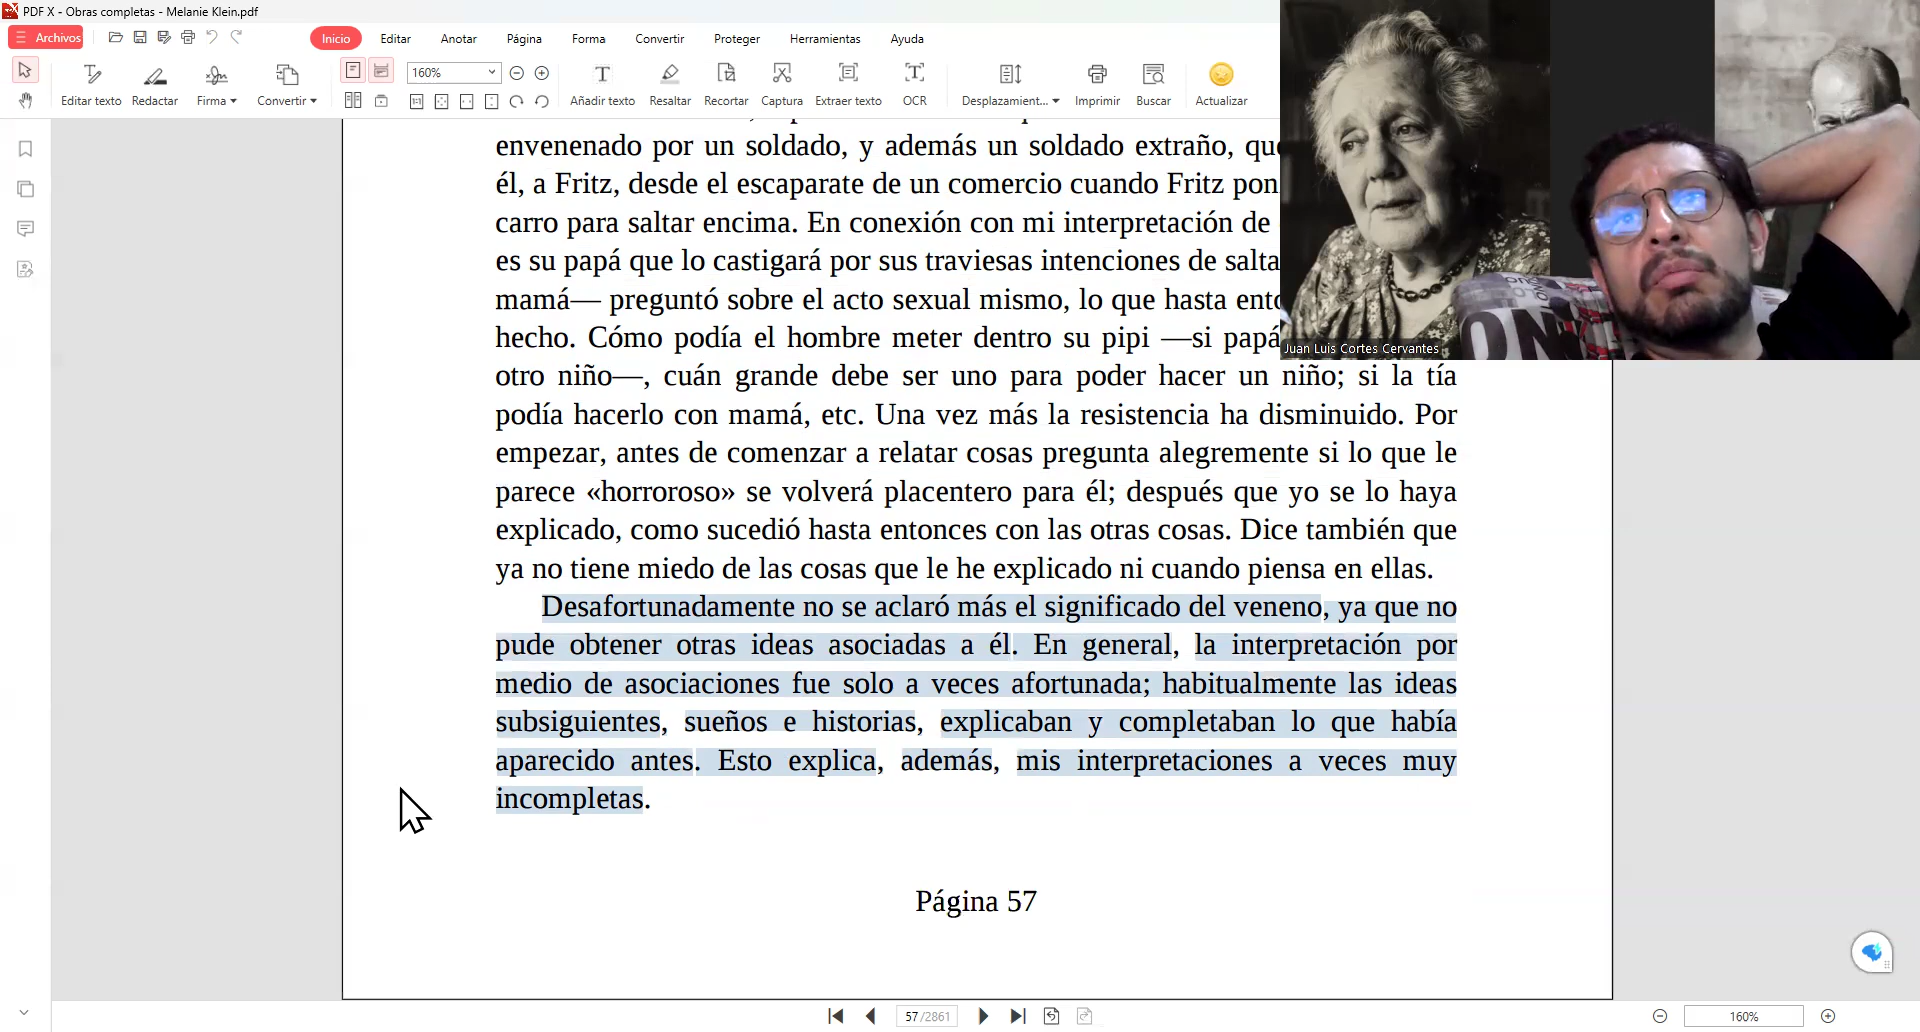 PDF X - Obras completas - Melanie Klein.pdf
Archivos
Inicio
Editar
Anotar
Página
Forma
Convertir
Proteger
Herramientas
Ayuda
160%
Editar texto
Redactar
Firma
Convertir
Añadir texto
Resaltar
Recortar
Captura
Extraer texto
OCR
Desplazamient...
Imprimir
Buscar
Actualizar
envenenado por un soldado, y además un soldado extraño, que
él, a Fritz, desde el escaparate de un comercio cuando Fritz pon
carro para saltar encima. En conexión con mi interpretación de
es su papá que lo castigará por sus traviesas intenciones de salta
mamá— preguntó sobre el acto sexual mismo, lo que hasta ento
hecho. Cómo podía el hombre meter dentro su pipi —si papá
otro niño—, cuán grande debe ser uno para poder hacer un niño; si la tía
podía hacerlo con mamá, etc. Una vez más la resistencia ha disminuido. Por
empezar, antes de comenzar a relatar cosas pregunta alegremente si lo que le
parece «horroroso» se volverá placentero para él; después que yo se lo haya
explicado, como sucedió hasta entonces con las otras cosas. Dice también que
ya no tiene miedo de las cosas que le he explicado ni cuando piensa en ellas.
Desafortunadamente no se aclaró más el significado del veneno, ya que no
pude obtener otras ideas asociadas a él. En general, la interpretación por
medio de asociaciones fue solo a veces afortunada; habitualmente las ideas
subsiguientes, sueños e historias, explicaban y completaban lo que había
aparecido antes. Esto explica, además, mis interpretaciones a veces muy
incompletas.
Página 57
Juan Luis Cortes Cervantes
57 /2861
160%